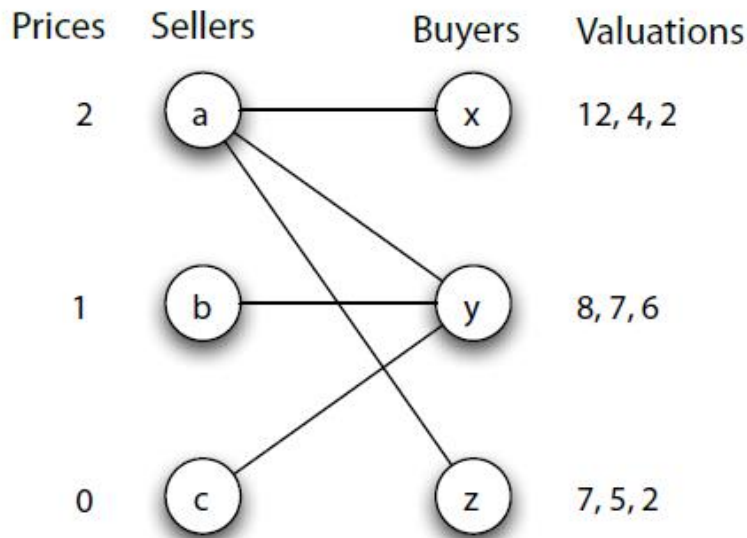 Prices Sellers Buyers Valuations
2 a x 12, 4, 2
1 b y 8, 7, 6
0 c z 7, 5, 2